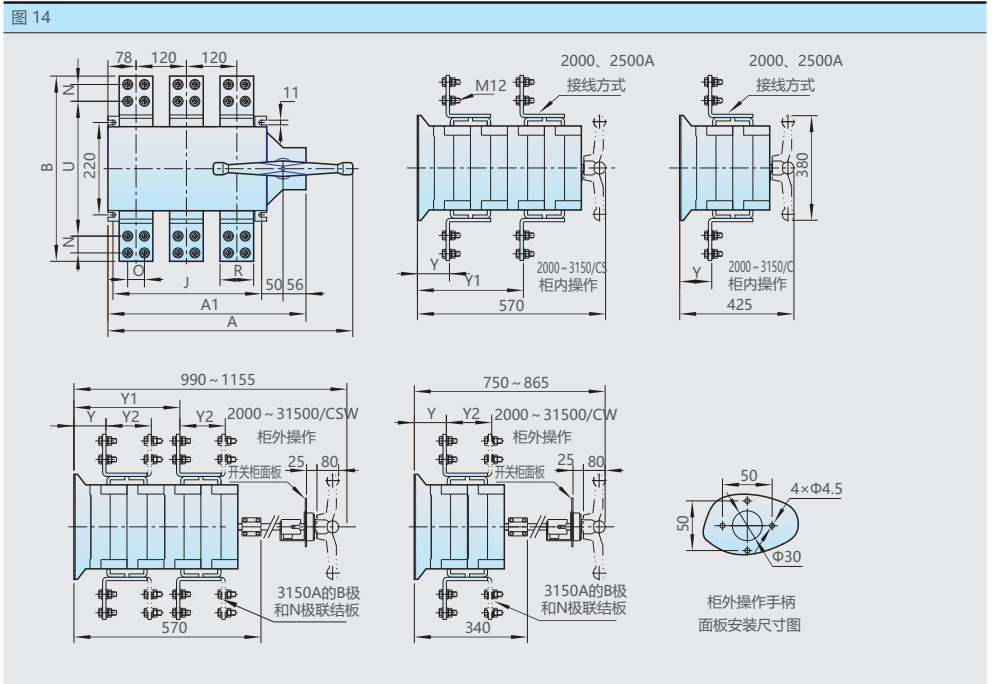 图 14
78
120
120
11
N
B
U
220
N
O
J
R
50
56
A1
A
2000、2500A
接线方式
M12
Y
Y1
2000~3150/CS
柜内操作
570
2000、2500A
接线方式
380
Y
2000~3150/C
柜内操作
425
990~1155
Y1
Y
Y2
Y2
2000~31500/CSW
柜外操作
25
80
开关柜面板
3150A的B极
和N极联结板
570
750~865
Y
Y2
2000~31500/CW
柜外操作
25
80
开关柜面板
3150A的B极
和N极联结板
340
50
4×Φ4.5
50
Φ30
柜外操作手柄
面板安装尺寸图